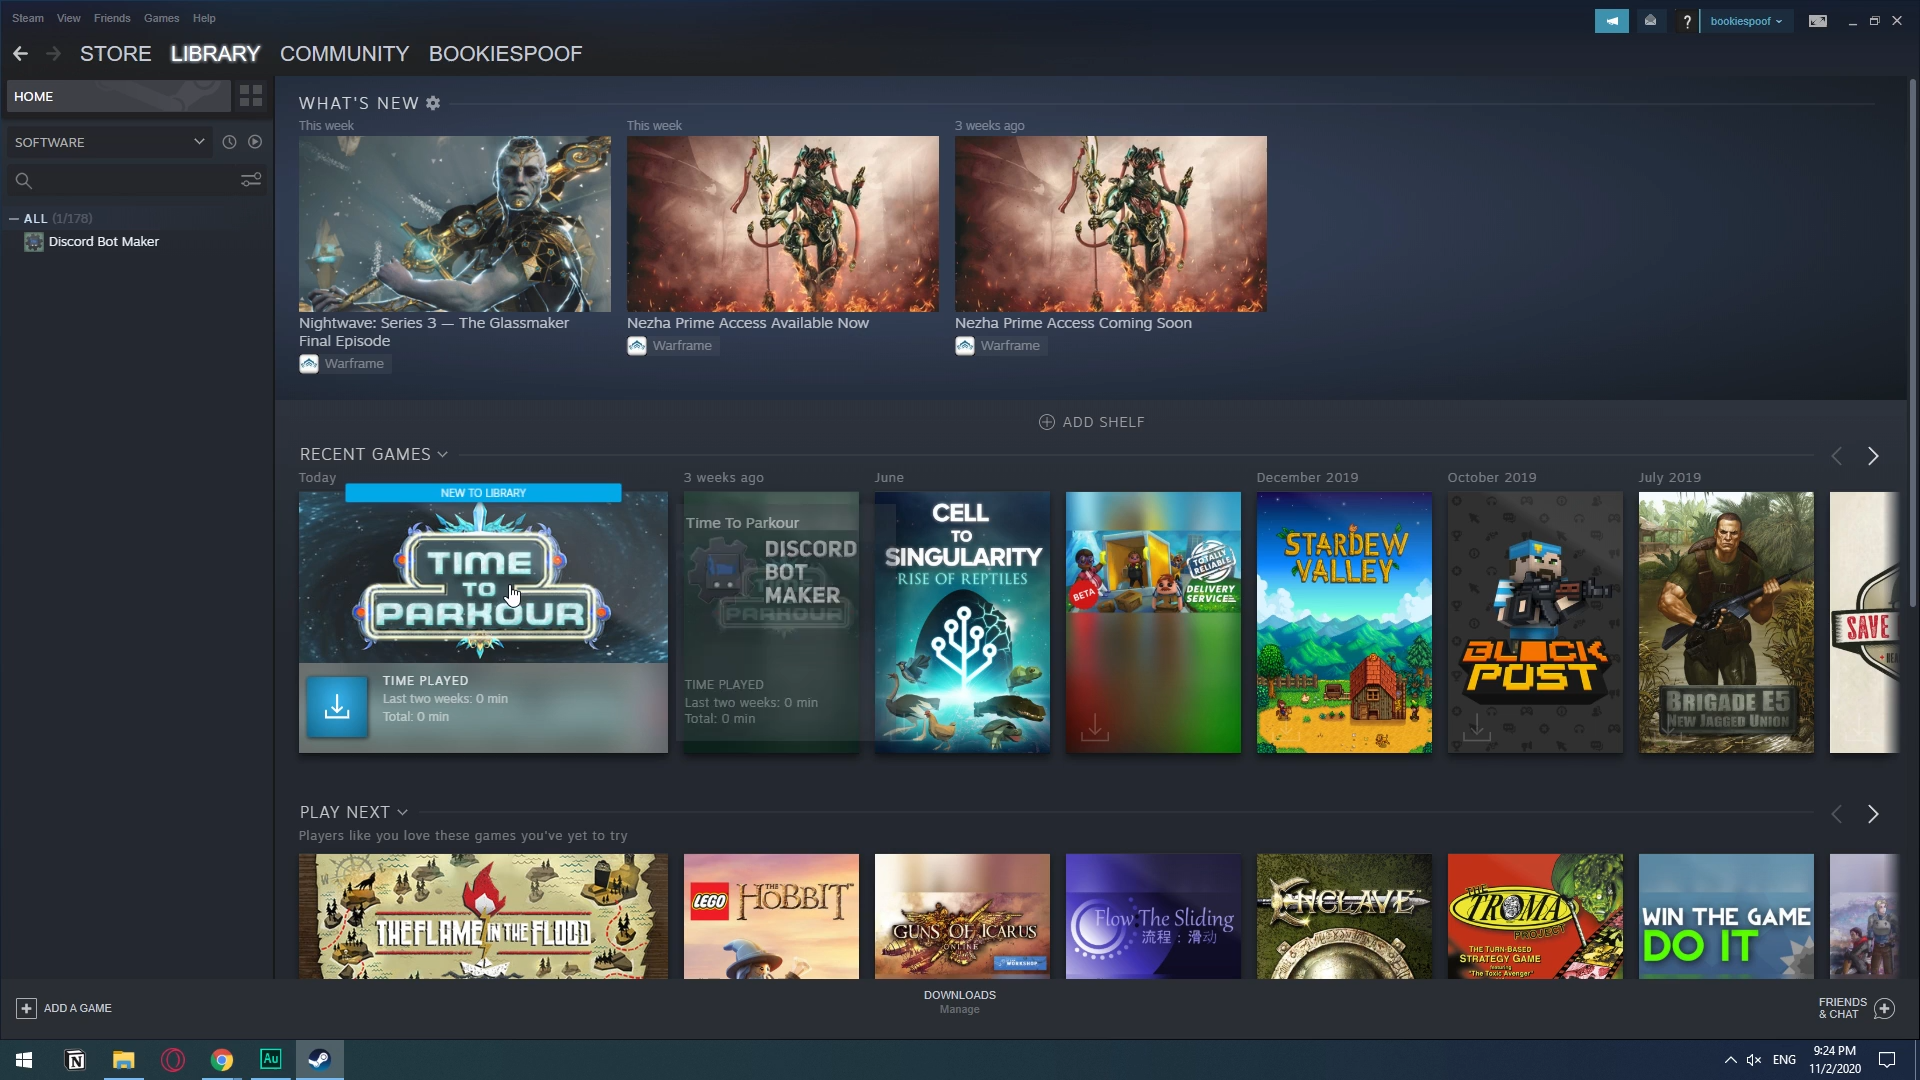 Steam View Friends Games Help
bookiespoof
STORE LIBRARY COMMUNITY BOOKIESPOOF
HOME
SOFTWARE
ALL (1/178)
Discord Bot Maker
WHAT'S NEW
This week
Nightwave: Series 3 — The Glassmaker
Final Episode
Warframe
This week
Nezha Prime Access Available Now
Warframe
3 weeks ago
Nezha Prime Access Coming Soon
Warframe
ADD SHELF
RECENT GAMES
Today
NEW TO LIBRARY
TIME
TO
PARKOUR
TIME PLAYED
Last two weeks: 0 min
Total: 0 min
3 weeks ago
Time To Parkour
DISCORD
BOT
MAKER
PARKOUR
TIME PLAYED
Last two weeks: 0 min
Total: 0 min
June
CELL
TO
SINGULARITY
RISE OF REPTILES
BETA
TOTALLY
RELIABLE
DELIVERY
SERVICE
December 2019
STARDEW
VALLEY
October 2019
BLOCK
POST
July 2019
BRIGADE E5
NEW JAGGED UNION
SAVE
PLAY NEXT
Players like you love these games you've yet to try
THE FLAME IN THE FLOOD
LEGO THE HOBBIT
GUNS OF ICARUS
ONLINE
WORKSHOP
Flow The Sliding
流程：滑动
ENCLAVE
THE
TROMA
PROJECT
THE TURN-BASED
STRATEGY GAME
featuring
"The Toxic Avenger"
WIN THE GAME
DO IT
ADD A GAME
DOWNLOADS
Manage
FRIENDS
& CHAT
Au
ENG
9:24 PM
11/2/2020